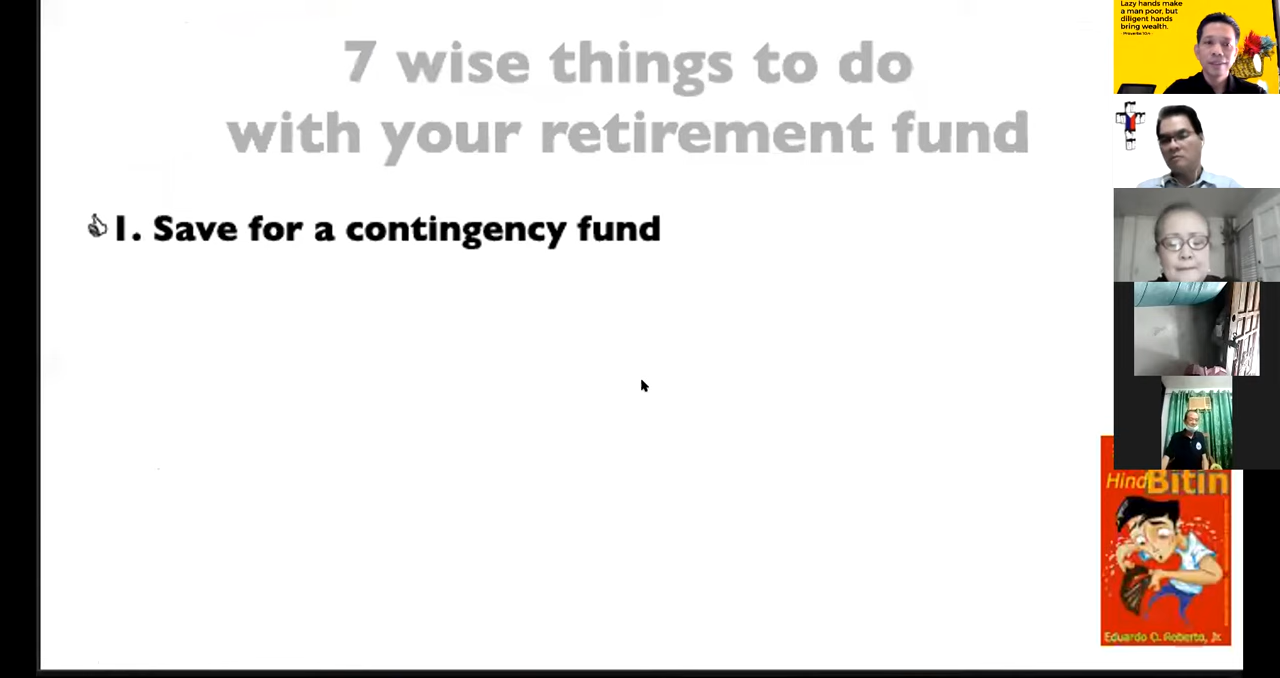 7 wise things to do
with your retirement fund
1. Save for a contingency fund
Lazy hands make
a man poor, but
diligent hands
bring wealth.
Hindi Bitin
Eduardo O. Roberto, Jr.